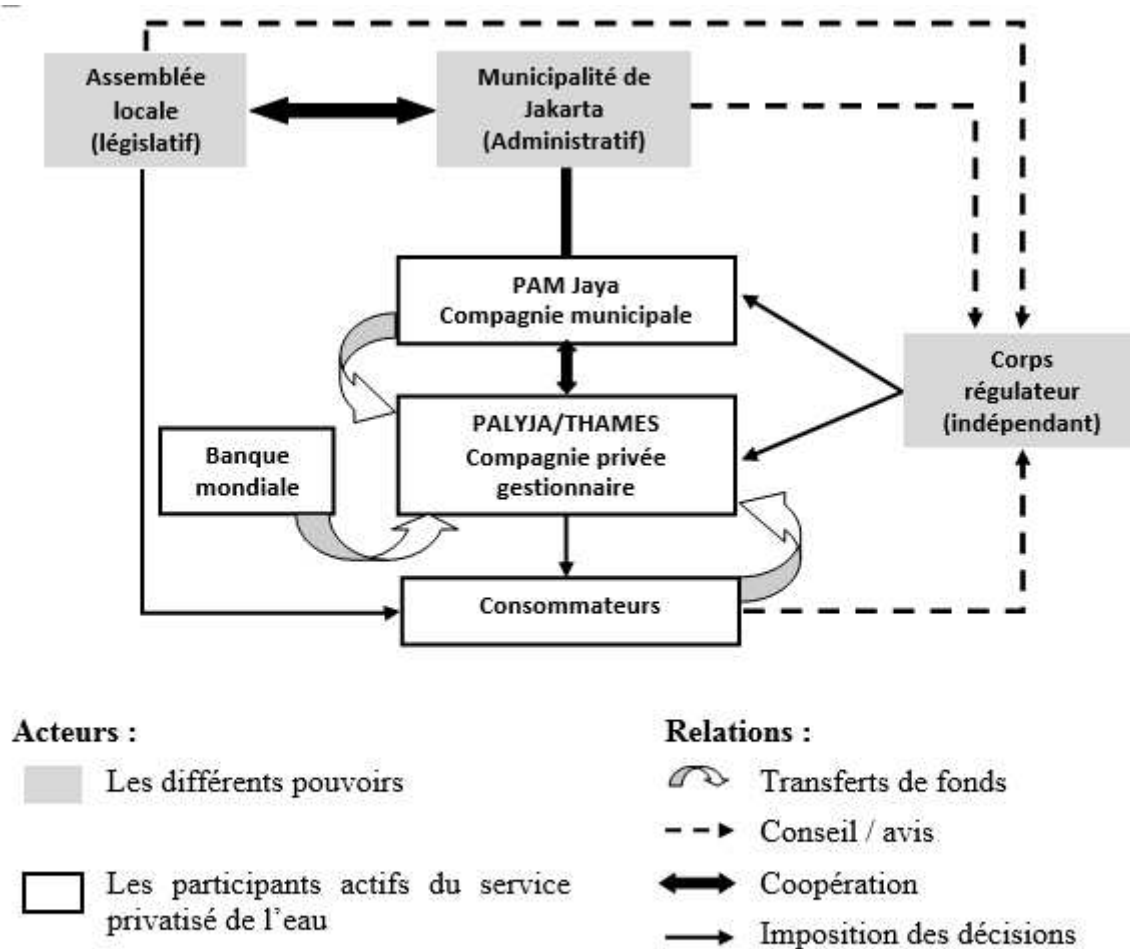 Assemblée
locale
(législatif)
Municipalité de
Jakarta
(Administratif)
PAM Jaya
Compagnie municipale
Corps
régulateur
(indépendant)
PALYJA/THAMES
Compagnie privée
gestionnaire
Banque
mondiale
Consommateurs
Acteurs :
Les différents pouvoirs
Les participants actifs du service
privatisé de l’eau
Relations :
Transferts de fonds
Conseil / avis
Coopération
Imposition des décisions